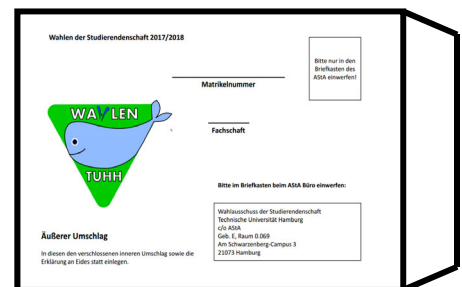 Wahlen der Studierendenschaft 2017/2018
Bitte nur in den
Briefkasten des
AStA einwerfen!
Matrikelnummer
WAHLEN
TUHH
Fachschaft
Bitte im Briefkasten beim AStA Büro einwerfen:
Wahlausschuss der Studierendenschaft
Technische Universität Hamburg
c/o AStA
Geb. E, Raum 0.069
Am Schwarzenberg-Campus 3
21073 Hamburg
Äußerer Umschlag
In diesen den verschlossenen inneren Umschlag sowie die
Erklärung an Eides statt einlegen.